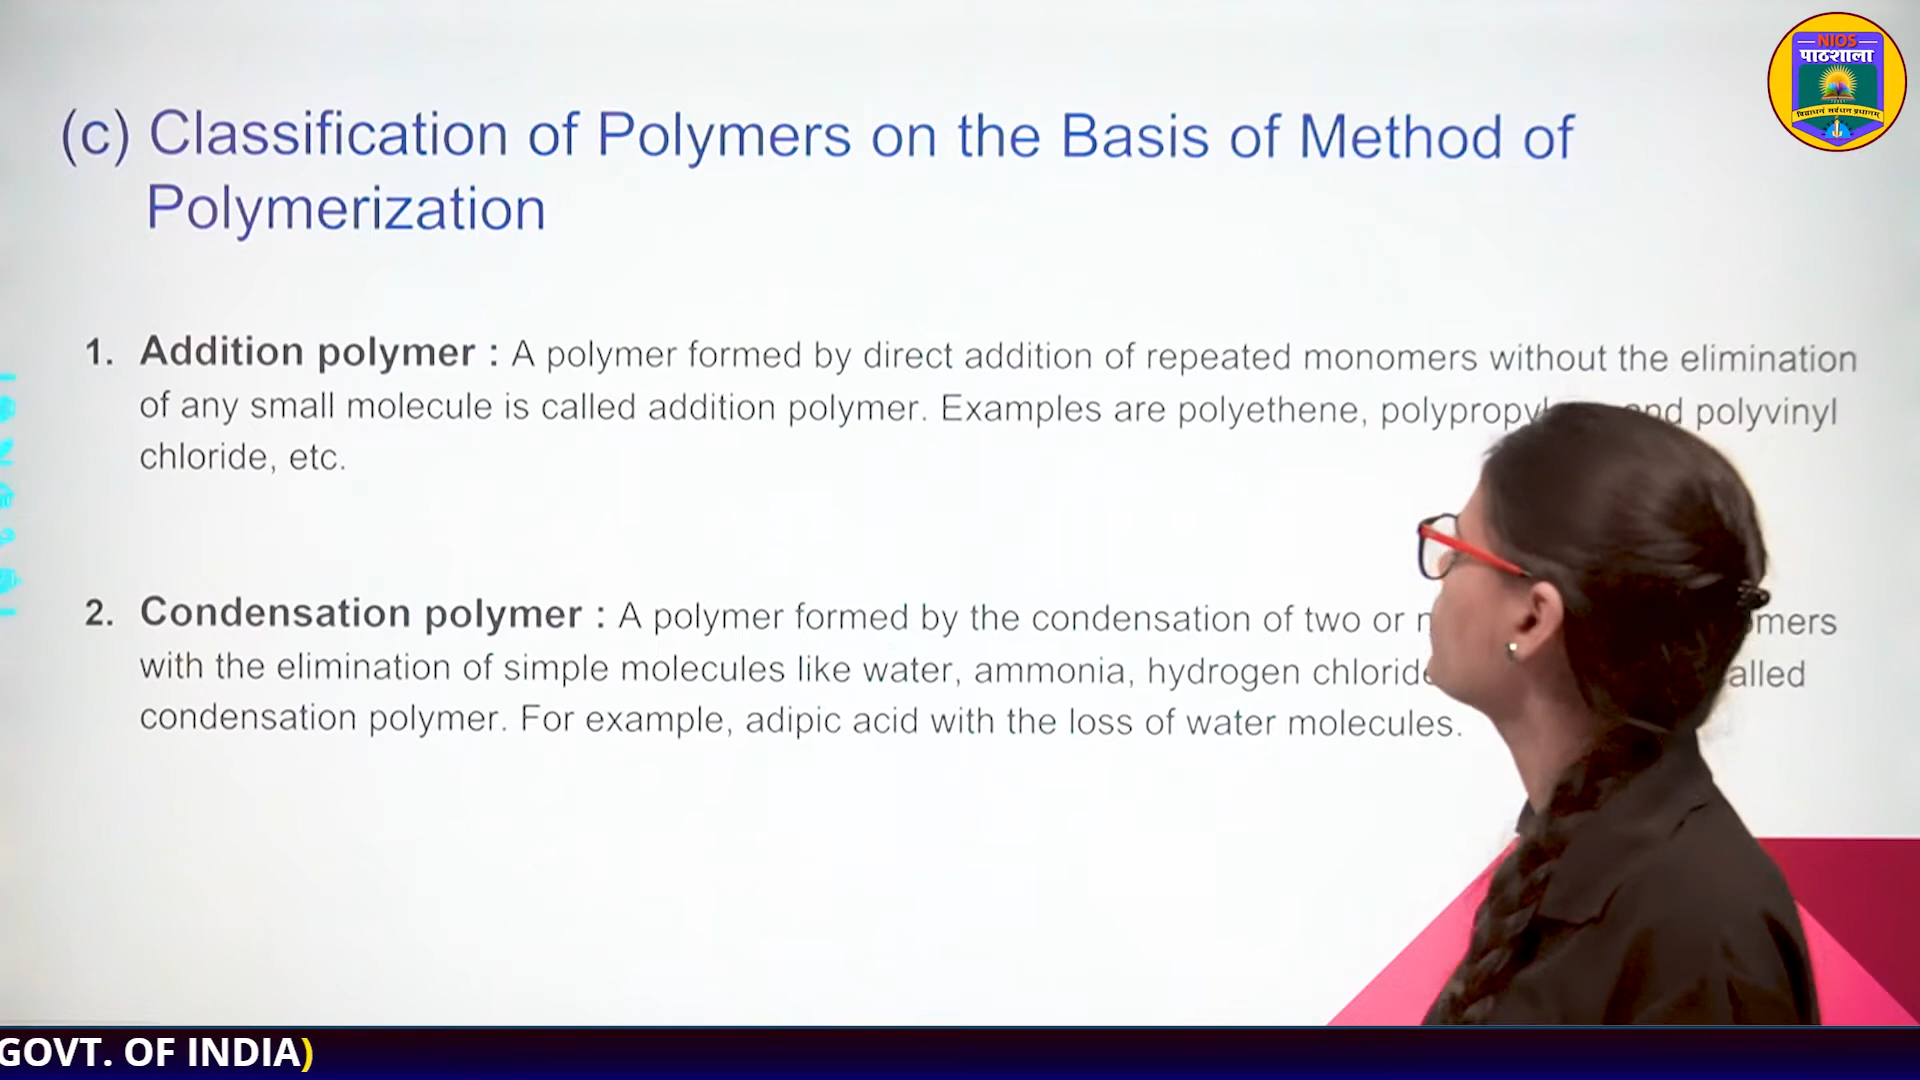 NIOS
पाठशाला
(c) Classification of Polymers on the Basis of Method of
Polymerization
1. Addition polymer : A polymer formed by direct addition of repeated monomers without the elimination
of any small molecule is called addition polymer. Examples are polyethene, and polyvinyl
chloride, etc.
2. Condensation polymer : A polymer formed by the condensation of two or
with the elimination of simple molecules like water, ammonia, hydrogen
condensation polymer. For example, adipic acid with the loss of water molecules.
GOVT. OF INDIA)